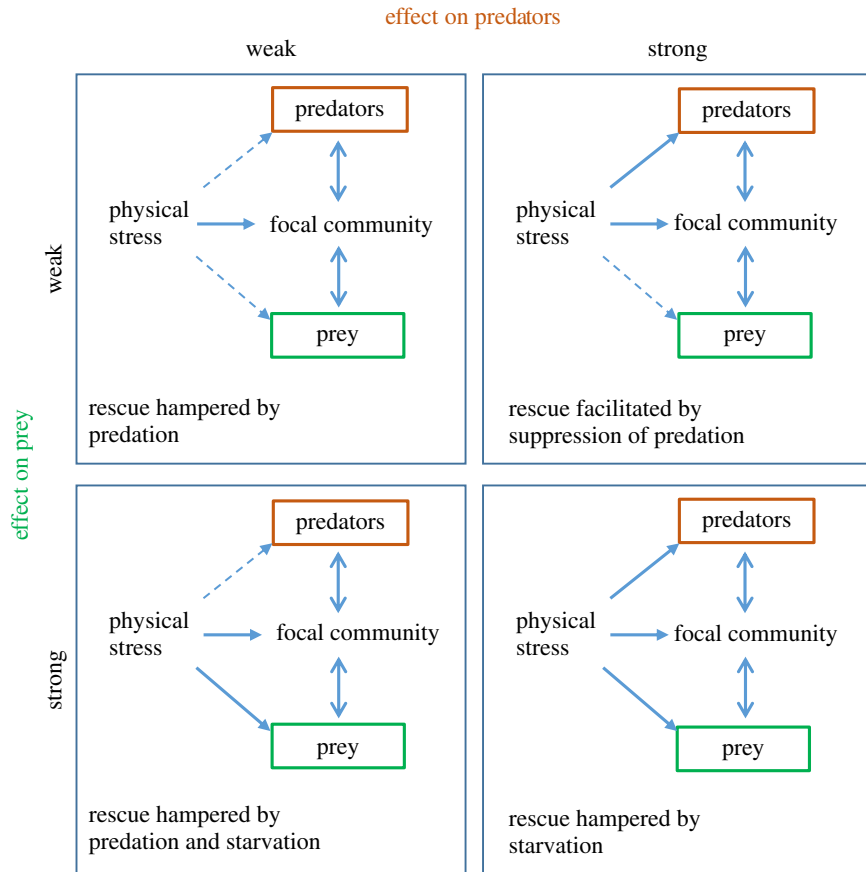 effect on predators
weak
strong
effect on prey
weak
predators
physical
stress
focal community
prey
rescue hampered by
predation
predators
physical
stress
focal community
prey
rescue facilitated by
suppression of predation
strong
predators
physical
stress
focal community
prey
rescue hampered by
predation and starvation
predators
physical
stress
focal community
prey
rescue hampered by
starvation